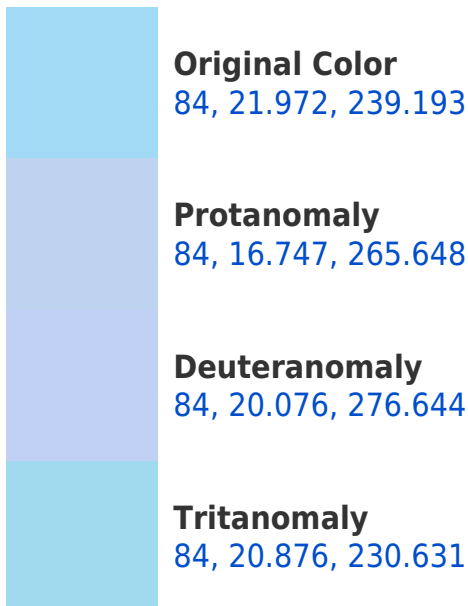 Original Color
84, 21.972, 239.193
Protanomaly
84, 16.747, 265.648
Deuteranomaly
84, 20.076, 276.644
Tritanomaly
84, 20.876, 230.631